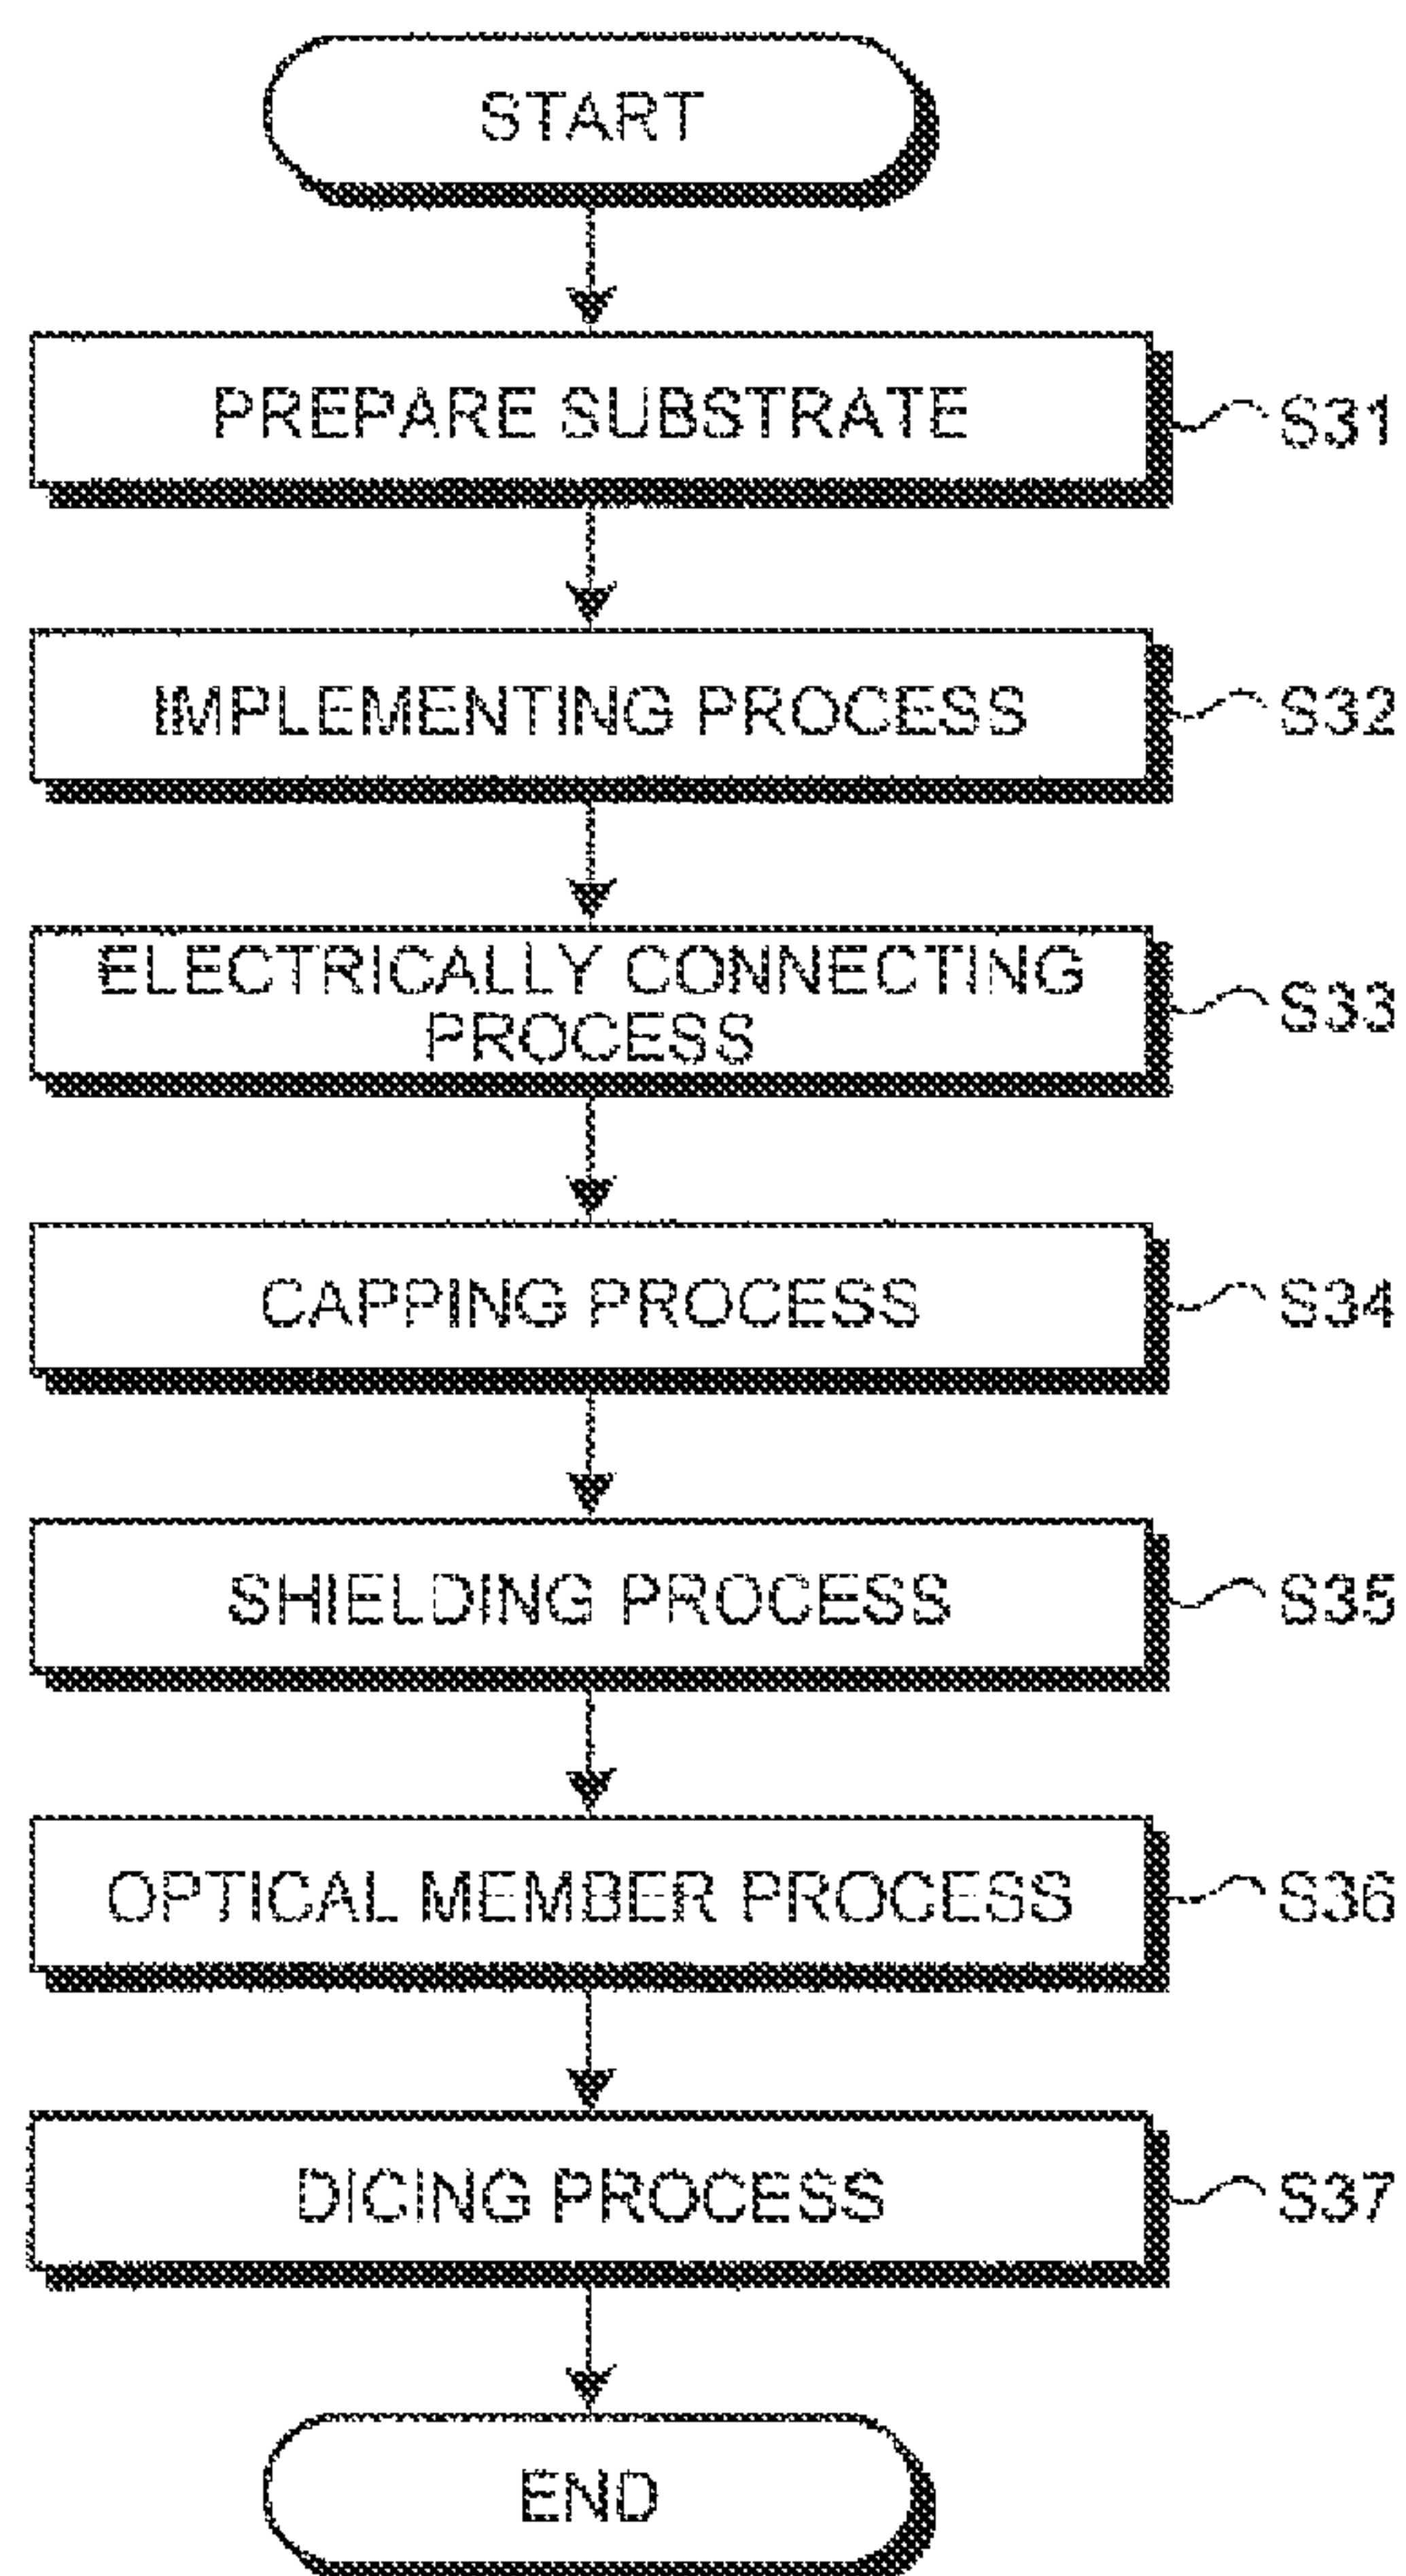 START
PREPARE SUBSTRATE
S31
IMPLEMENTING PROCESS
S32
ELECTRICALLY CONNECTING
PROCESS
S33
CAPPING PROCESS
S34
SHIELDING PROCESS
S35
OPTICAL MEMBER PROCESS
S36
DICING PROCESS
S37
END